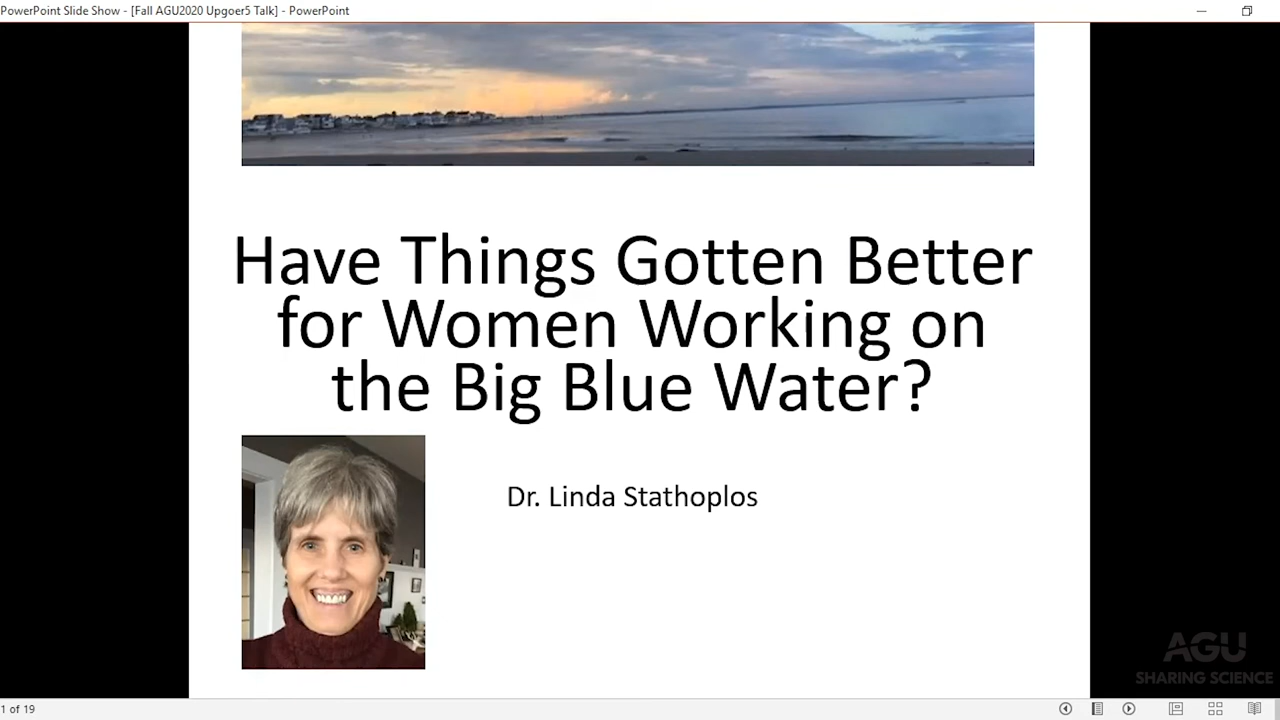 PowerPoint Slide Show - [Fall AGU2020 Upgoer5 Talk] - PowerPoint
Have Things Gotten Better
for Women Working on
the Big Blue Water?
Dr. Linda Stathoplos
AGU
SHARING SCIENCE
1 of 19